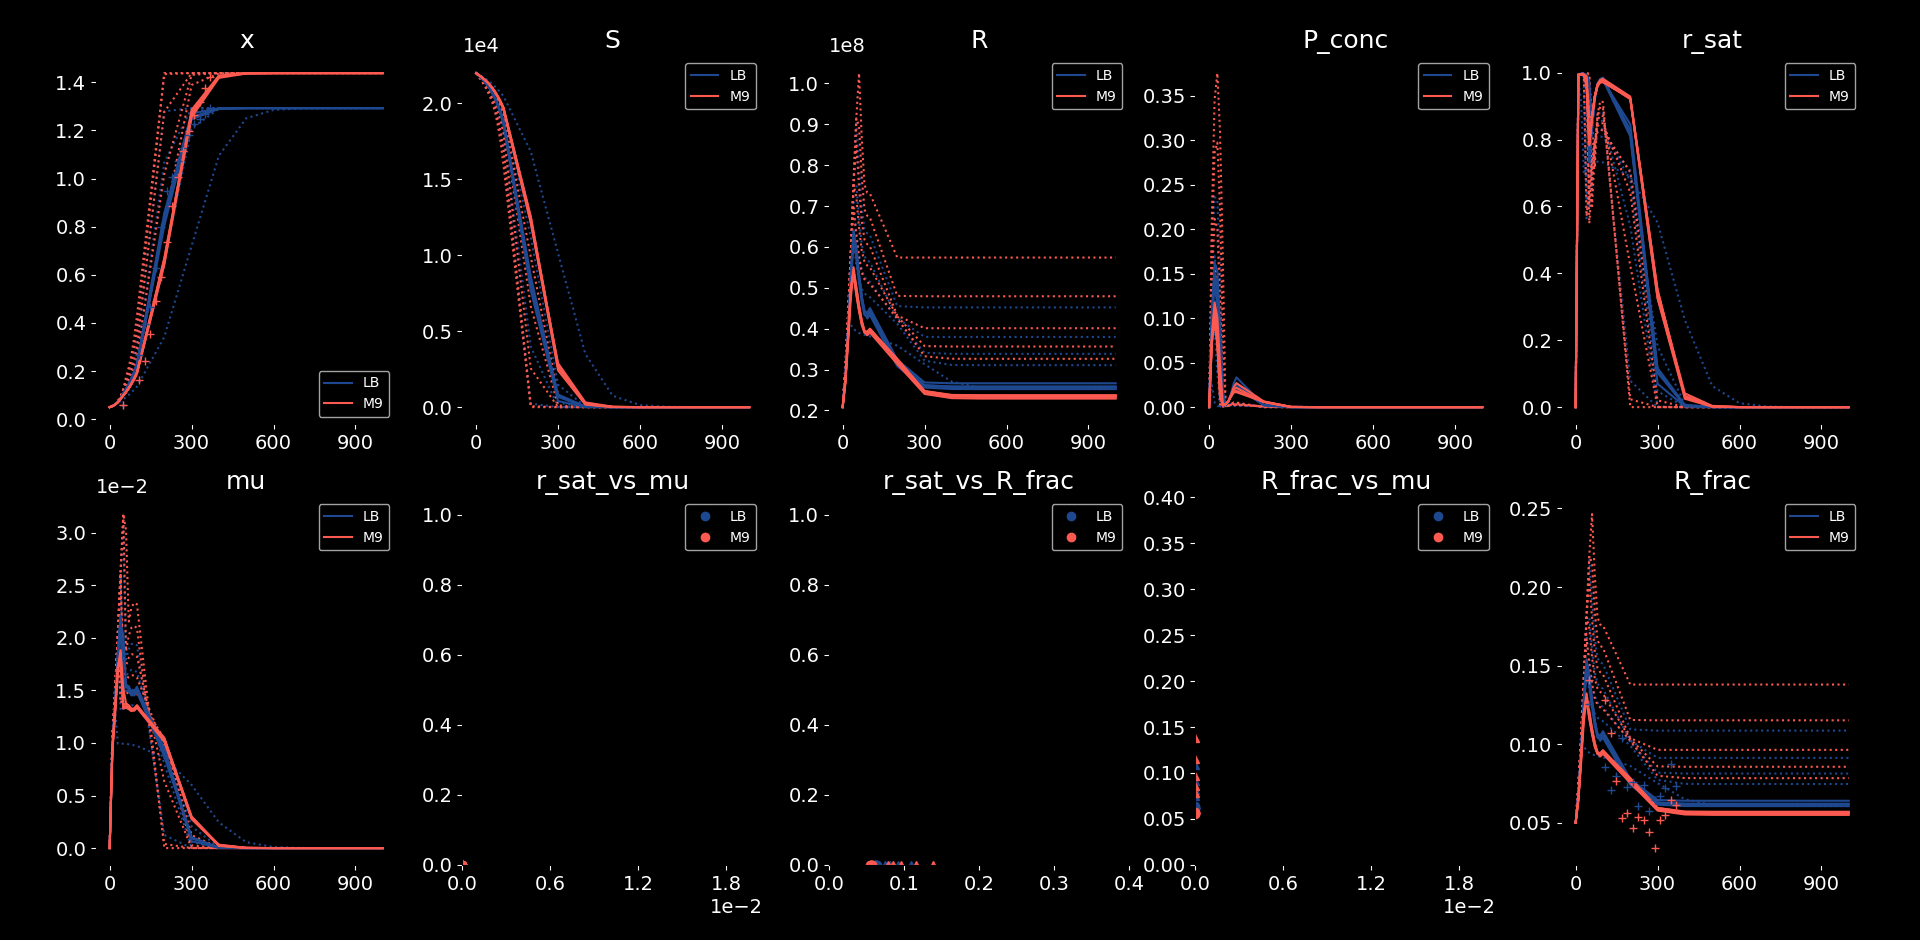 x
LB
M9
1.4
1.2
1.0
0.8
0.6
0.4
0.2
0.0
0 300 600 900
1e4
S
LB
M9
2.0
1.5
1.0
0.5
0.0
0 300 600 900
1e8
R
LB
M9
1.0
0.9
0.8
0.7
0.6
0.5
0.4
0.3
0.2
0 300 600 900
P_conc
LB
M9
0.35
0.30
0.25
0.20
0.15
0.10
0.05
0.00
0 300 600 900
r_sat
LB
M9
1.0
0.8
0.6
0.4
0.2
0.0
0 300 600 900
1e−2
mu
LB
M9
3.0
2.5
2.0
1.5
1.0
0.5
0.0
0 300 600 900
r_sat_vs_mu
LB
M9
1.0
0.8
0.6
0.4
0.2
0.0
0.0 0.6 1.2 1.8
1e−2
r_sat_vs_R_frac
LB
M9
1.0
0.8
0.6
0.4
0.2
0.0
0.0 0.1 0.2 0.3 0.4
R_frac_vs_mu
LB
M9
0.40
0.35
0.30
0.25
0.20
0.15
0.10
0.05
0.00
0.0 0.6 1.2 1.8
1e−2
R_frac
LB
M9
0.25
0.20
0.15
0.10
0.05
0 300 600 900